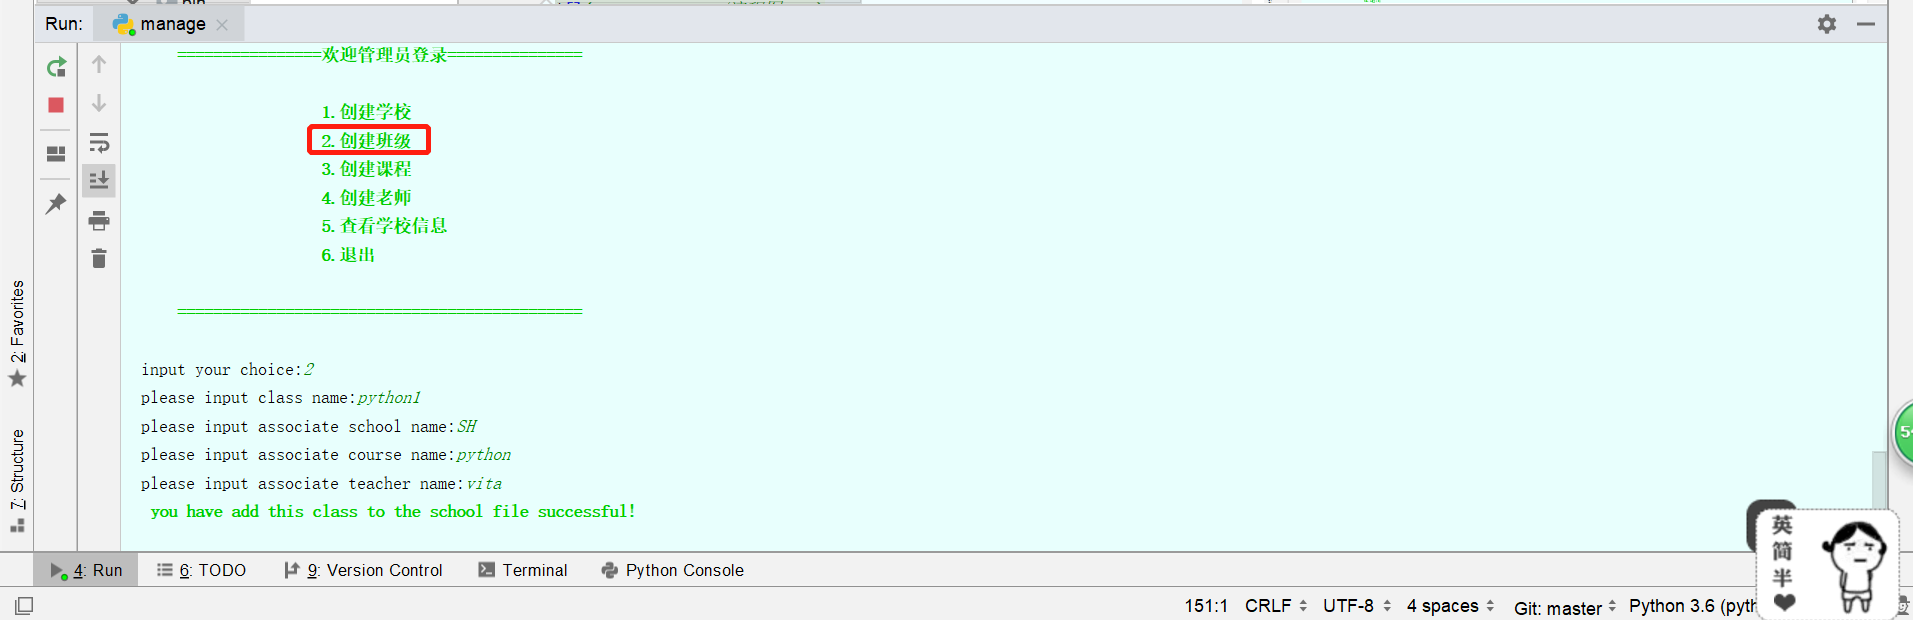 Run: manage
================欢迎管理员登录===============
1. 创建学校
2. 创建班级
3. 创建课程
4. 创建老师
5. 查看学校信息
6. 退出
=============================================
input your choice:2
please input class name:python1
please input associate school name:SH
please input associate course name:python
please input associate teacher name:vita
you have add this class to the school file successful!
2: Favorites
7: Structure
英
简
半
4: Run 6: TODO 9: Version Control Terminal Python Console
151:1 CRLF UTF-8 4 spaces Git: master Python 3.6